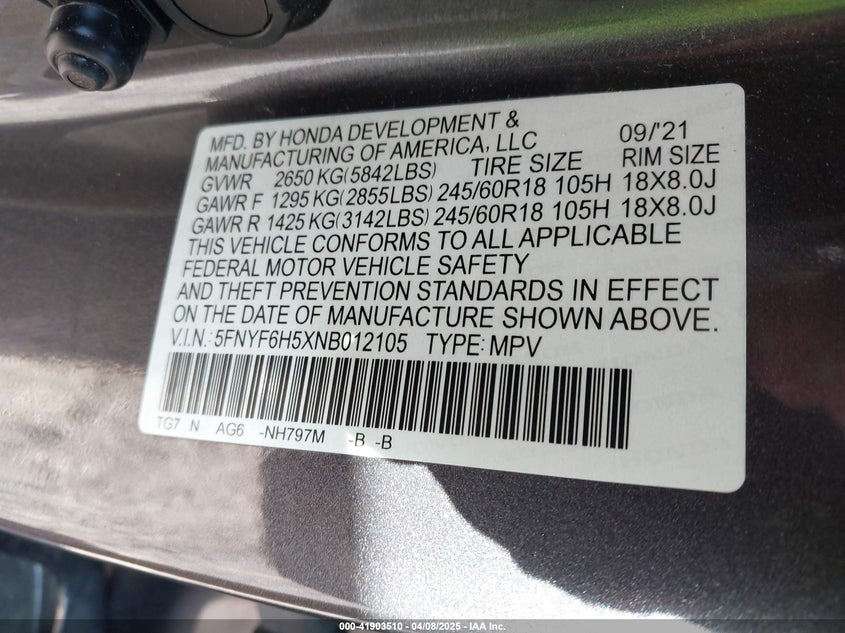 MFD. BY HONDA DEVELOPMENT & 09/'21
MANUFACTURING OF AMERICA, LLC
GVWR 2650 KG(5842LBS) TIRE SIZE RIM SIZE
GAWR F 1295 KG(2855LBS) 245/60R18 105H 18X8.0J
GAWR R 1425 KG(3142LBS) 245/60R18 105H 18X8.0J
THIS VEHICLE CONFORMS TO ALL APPLICABLE
FEDERAL MOTOR VEHICLE SAFETY
AND THEFT PREVENTION STANDARDS IN EFFECT
ON THE DATE OF MANUFACTURE SHOWN ABOVE.
V.I.N.: 5FNYF6H5XNB012105 TYPE: MPV
TG7 N AG6 -NH797M -B -B
000-41903510 - 04/08/2025 - IAA Inc.